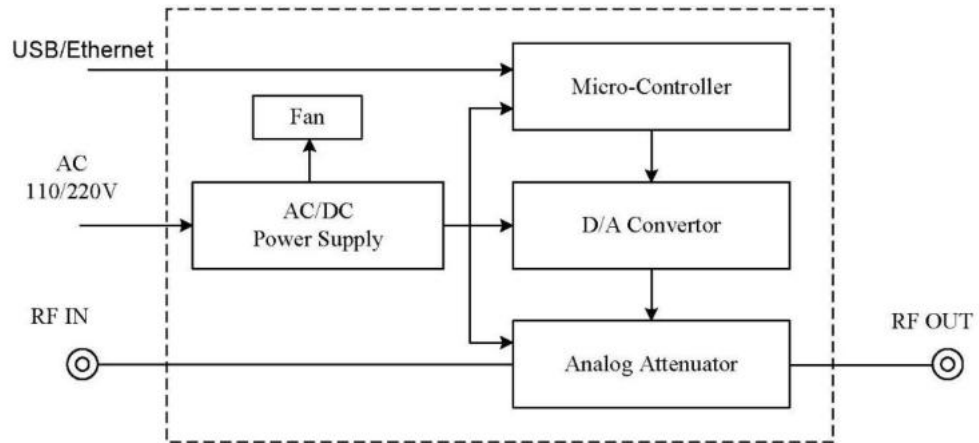 USB/Ethernet
Micro-Controller
Fan
AC
110/220V
AC/DC
Power Supply
D/A Convertor
RF IN
Analog Attenuator
RF OUT